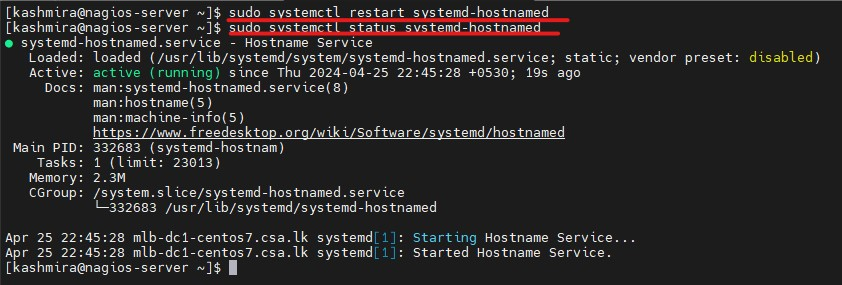 [kashmira@nagios-server ~]$ sudo systemctl restart systemd-hostnamed
[kashmira@nagios-server ~]$ sudo systemctl status systemd-hostnamed
● systemd-hostnamed.service - Hostname Service
   Loaded: loaded (/usr/lib/systemd/system/systemd-hostnamed.service; static; vendor preset: disabled)
   Active: active (running) since Thu 2024-04-25 22:45:28 +0530; 19s ago
     Docs: man:systemd-hostnamed.service(8)
           man:hostname(5)
           man:machine-info(5)
           https://www.freedesktop.org/wiki/Software/systemd/hostnamed
 Main PID: 332683 (systemd-hostnam)
    Tasks: 1 (limit: 23013)
   Memory: 2.3M
   CGroup: /system.slice/systemd-hostnamed.service
           └─332683 /usr/lib/systemd/systemd-hostnamed

Apr 25 22:45:28 mlb-dc1-centos7.csa.lk systemd[1]: Starting Hostname Service...
Apr 25 22:45:28 mlb-dc1-centos7.csa.lk systemd[1]: Started Hostname Service.
[kashmira@nagios-server ~]$